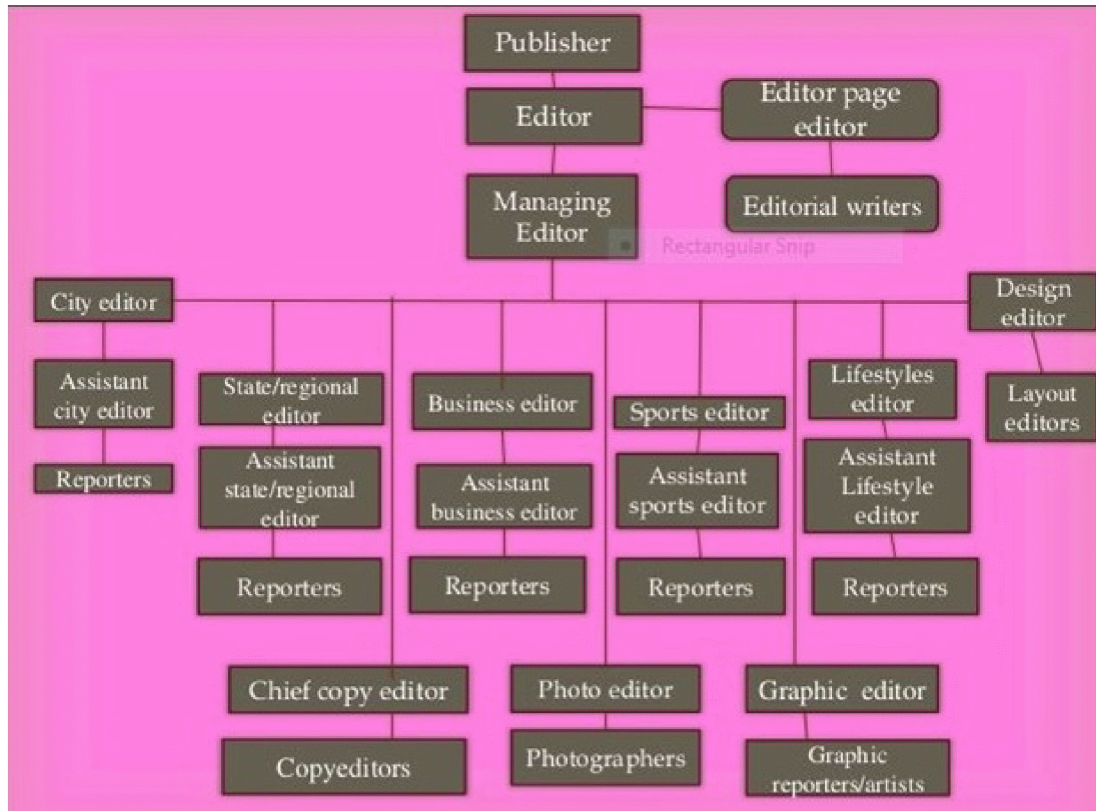 Publisher
Editor
Editor page
editor
Managing
Editor
Editorial writers
Rectangular Snip
City editor
Design
editor
Assistant
city editor
State/regional
editor
Business editor
Sports editor
Lifestyles
editor
Layout
editors
Reporters
Assistant
state/regional
editor
Assistant
business editor
Assistant
sports editor
Assistant
Lifestyle
editor
Reporters
Reporters
Reporters
Reporters
Chief copy editor
Photo editor
Graphic editor
Copyeditors
Photographers
Graphic
reporters/artists